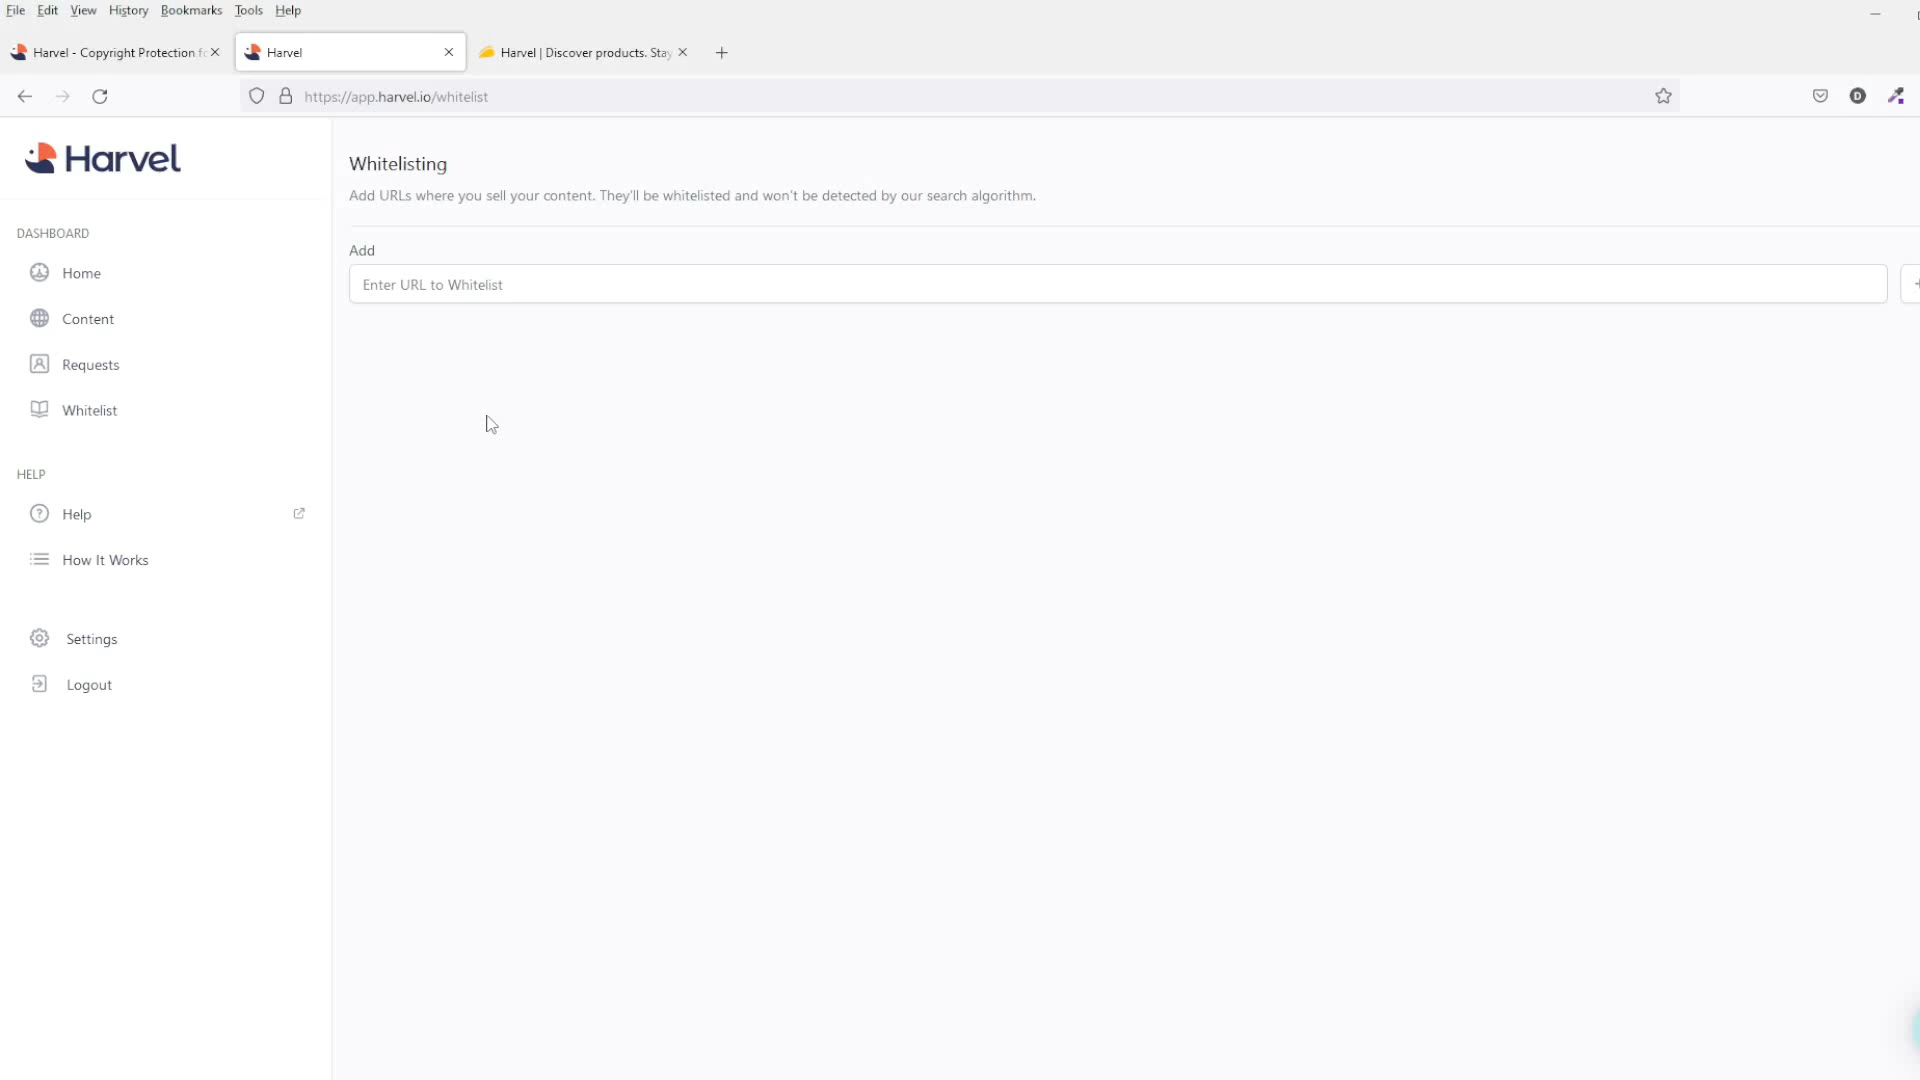 File Edit View History Bookmarks Tools Help
Harvel - Copyright Protection fo
Harvel
Harvel | Discover products. Stay
https://app.harvel.io/whitelist
D
Harvel
Whitelisting
Add URLs where you sell your content. They'll be whitelisted and won't be detected by our search algorithm.
DASHBOARD
Add
Home
Enter URL to Whitelist
Content
Requests
Whitelist
HELP
Help
How It Works
Settings
Logout